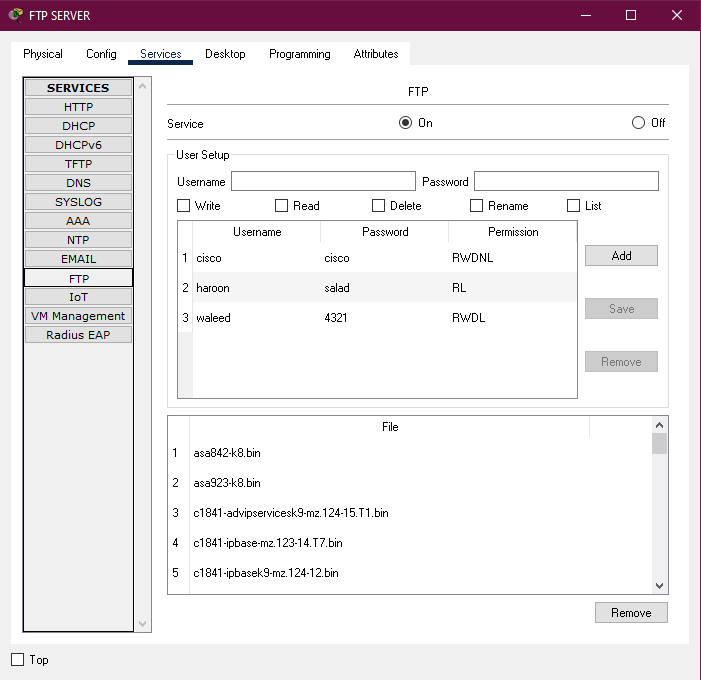 FTP SERVER
Physical Config Services Desktop Programming Attributes
SERVICES
HTTP
DHCP
DHCPv6
TFTP
DNS
SYSLOG
AAA
NTP
EMAIL
FTP
IoT
VM Management
Radius EAP
FTP
Service On Off
User Setup
Username Password
Write Read Delete Rename List
Username Password Permission
1 cisco cisco RWDNL
2 haroon salad RL
3 waleed 4321 RWDL
Add
Save
Remove
File
1 asa842-k8.bin
2 asa923-k8.bin
3 c1841-advipservicesk9-mz.124-15.T1.bin
4 c1841-ipbase-mz.123-14.T7.bin
5 c1841-ipbasek9-mz.124-12.bin
Remove
Top